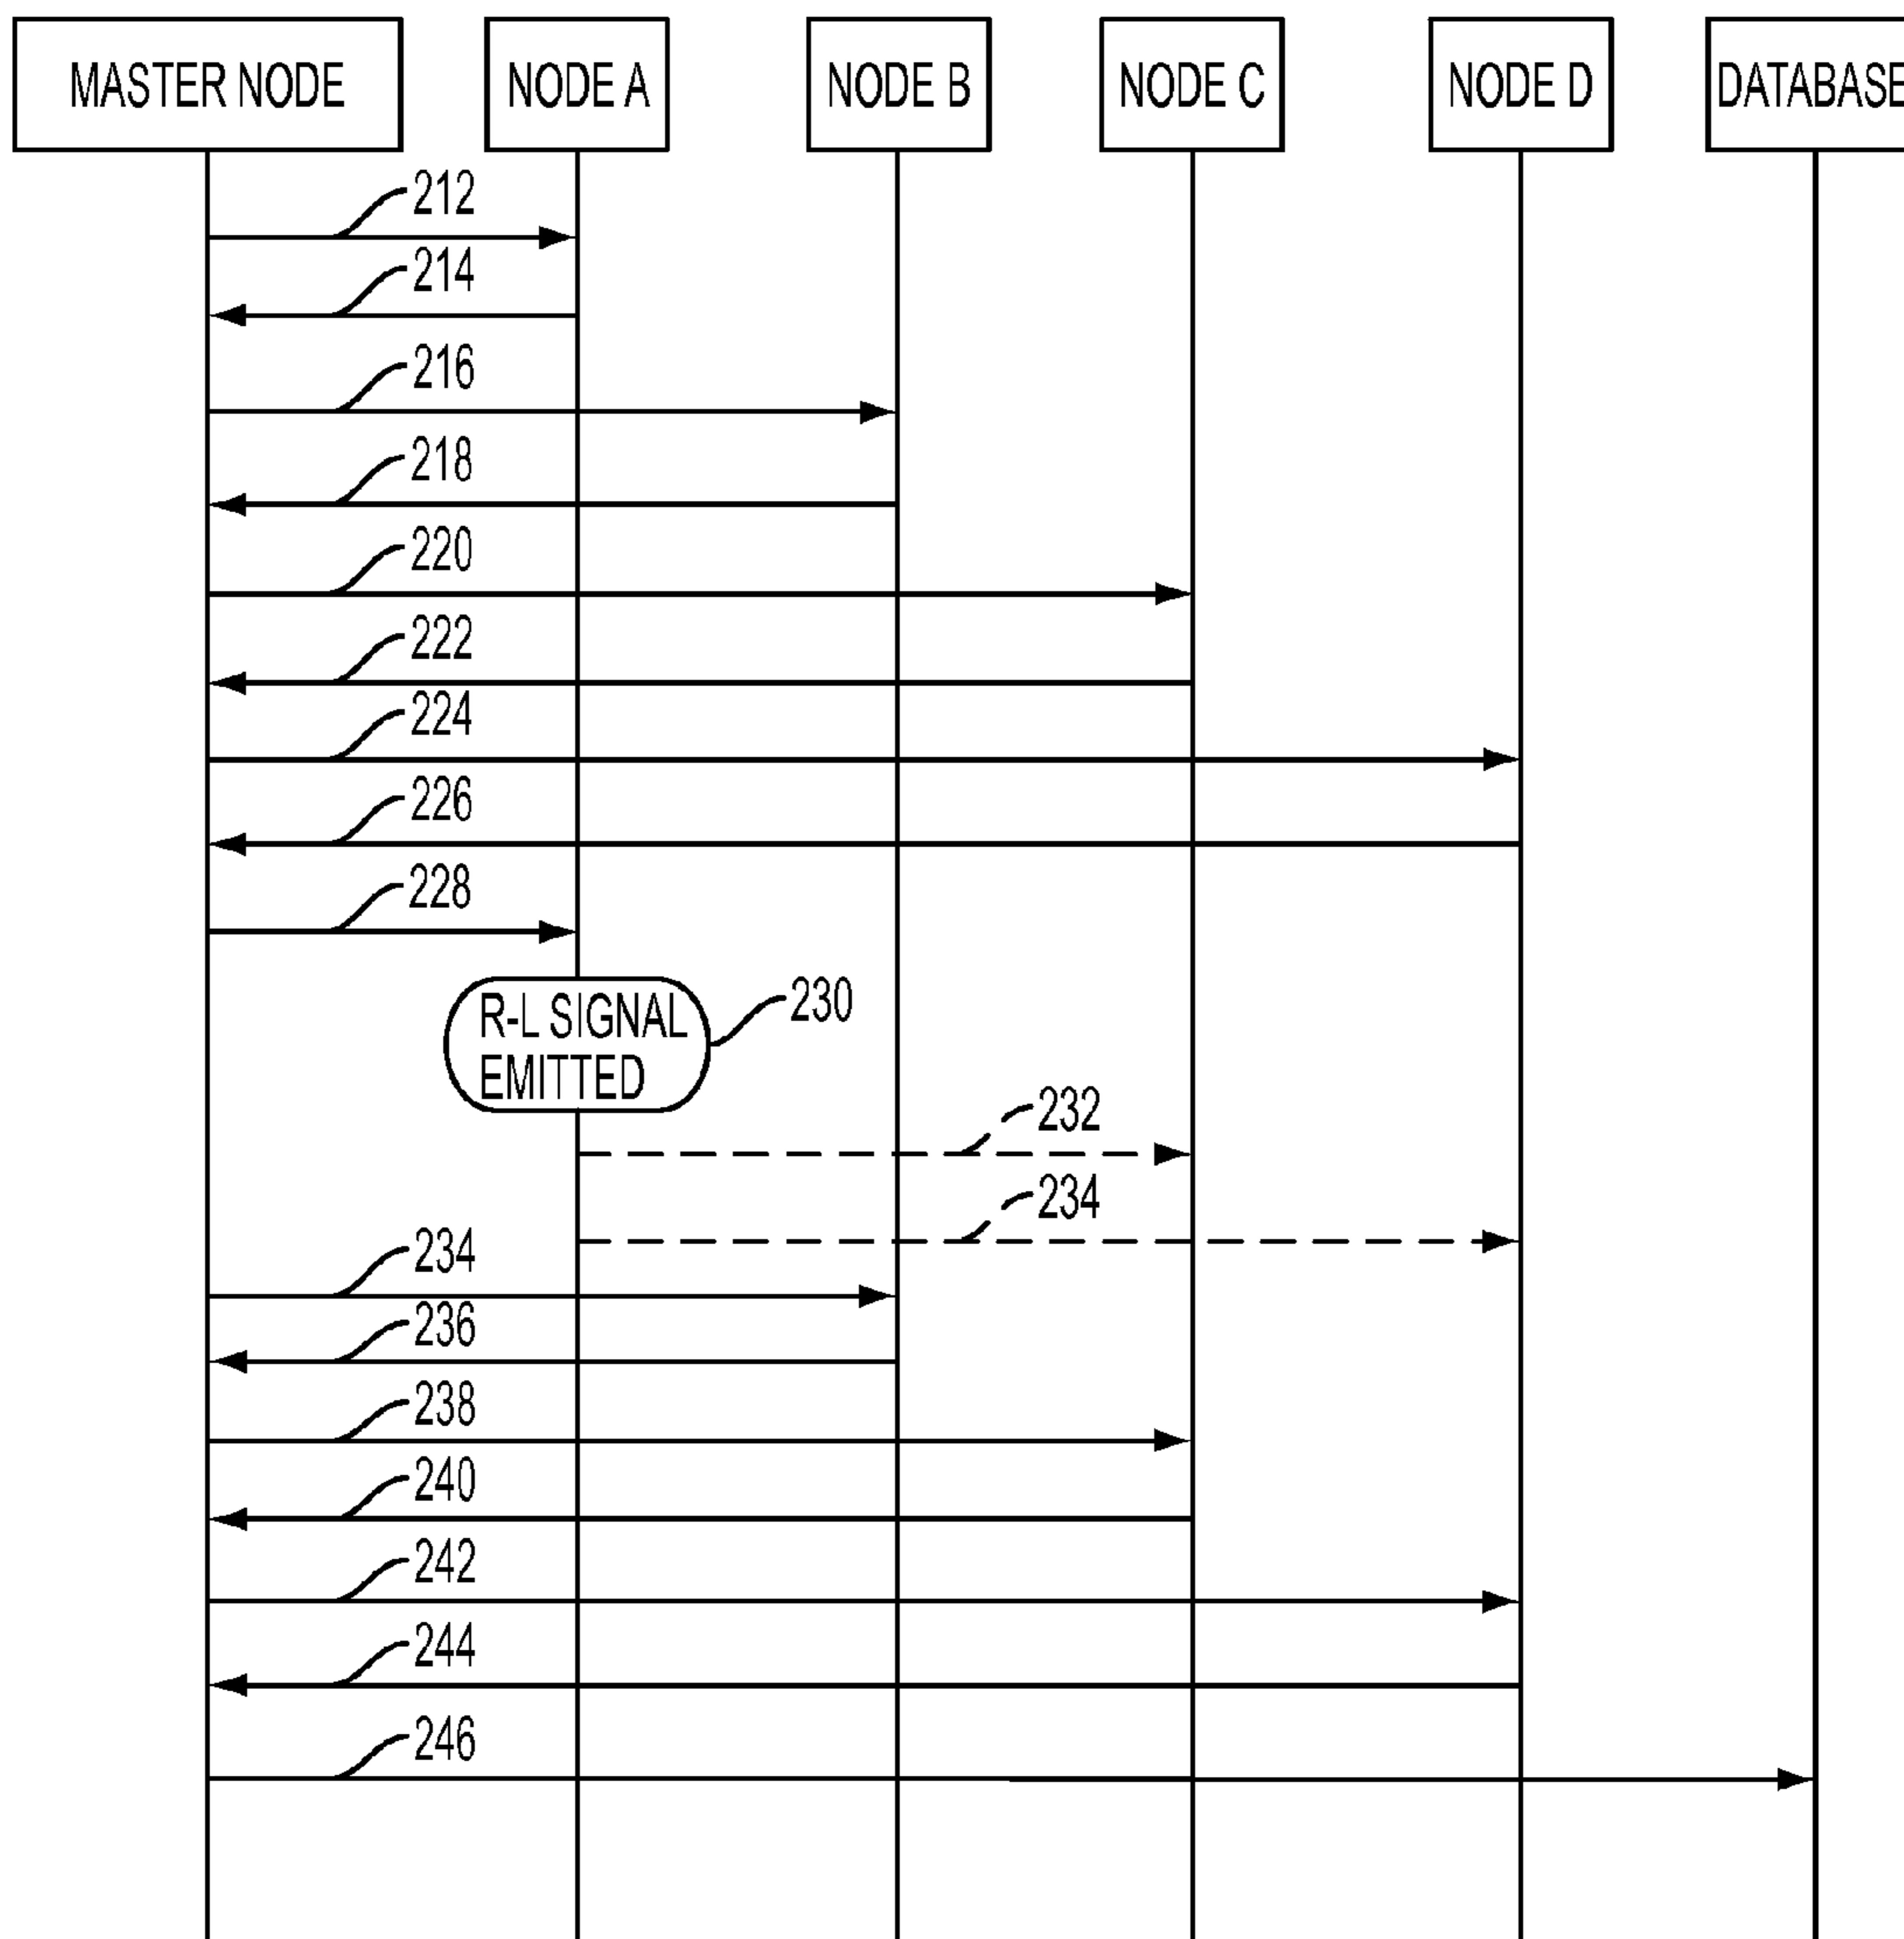 MASTER NODE
NODE A
NODE B
NODE C
NODE D
DATABASE
212
214
216
218
220
222
224
226
228
R-L SIGNAL
EMITTED
230
232
234
234
236
238
240
242
244
246